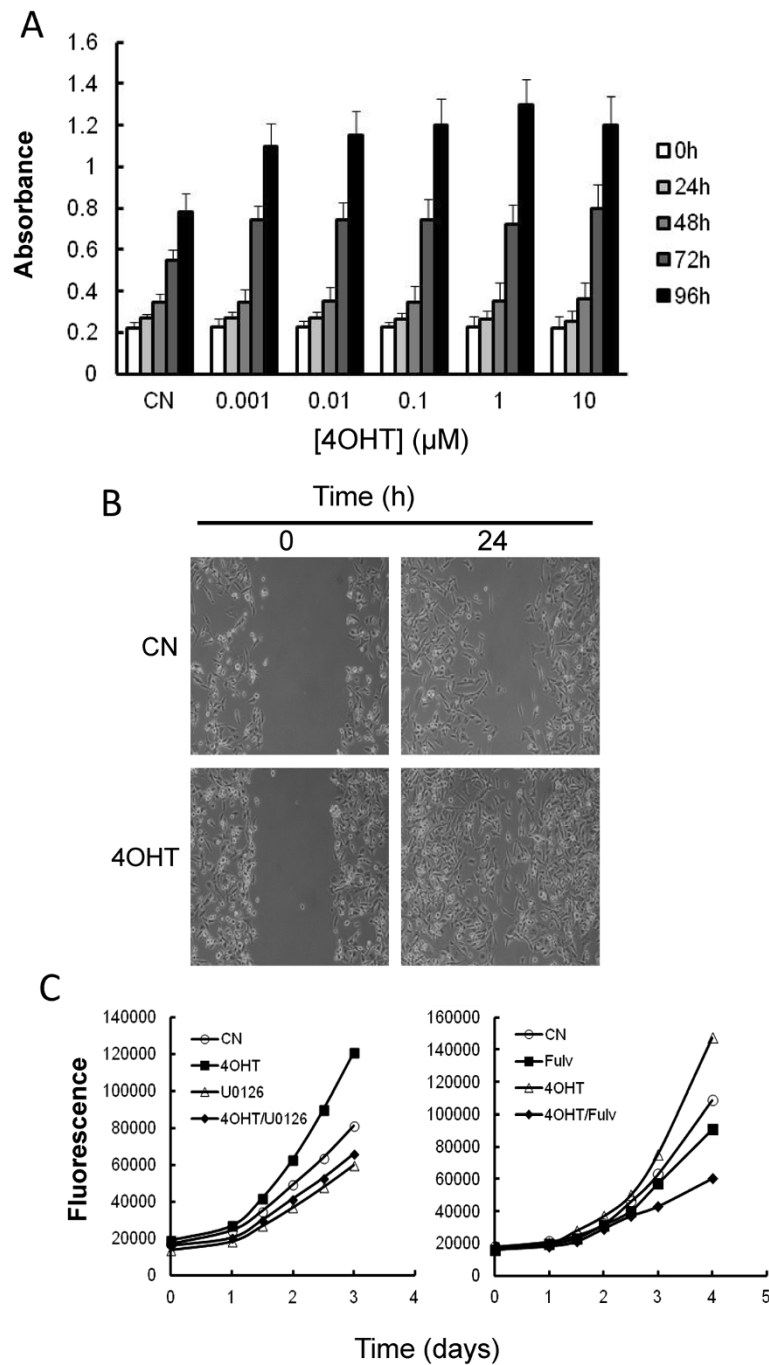 A
1.6
1.4
1.2
1
0.8
0.6
0.4
0.2
0
Absorbance
CN 0.001 0.01 0.1 1 10
[4OHT] (µM)
0h
24h
48h
72h
96h
B
Time (h)
0 24
CN
4OHT
C
140000
120000
100000
80000
60000
40000
20000
0
Fluorescence
CN
4OHT
U0126
4OHT/U0126
0 1 2 3 4
160000
140000
120000
100000
80000
60000
40000
20000
0
CN
Fulv
4OHT
4OHT/Fulv
0 1 2 3 4 5
Time (days)